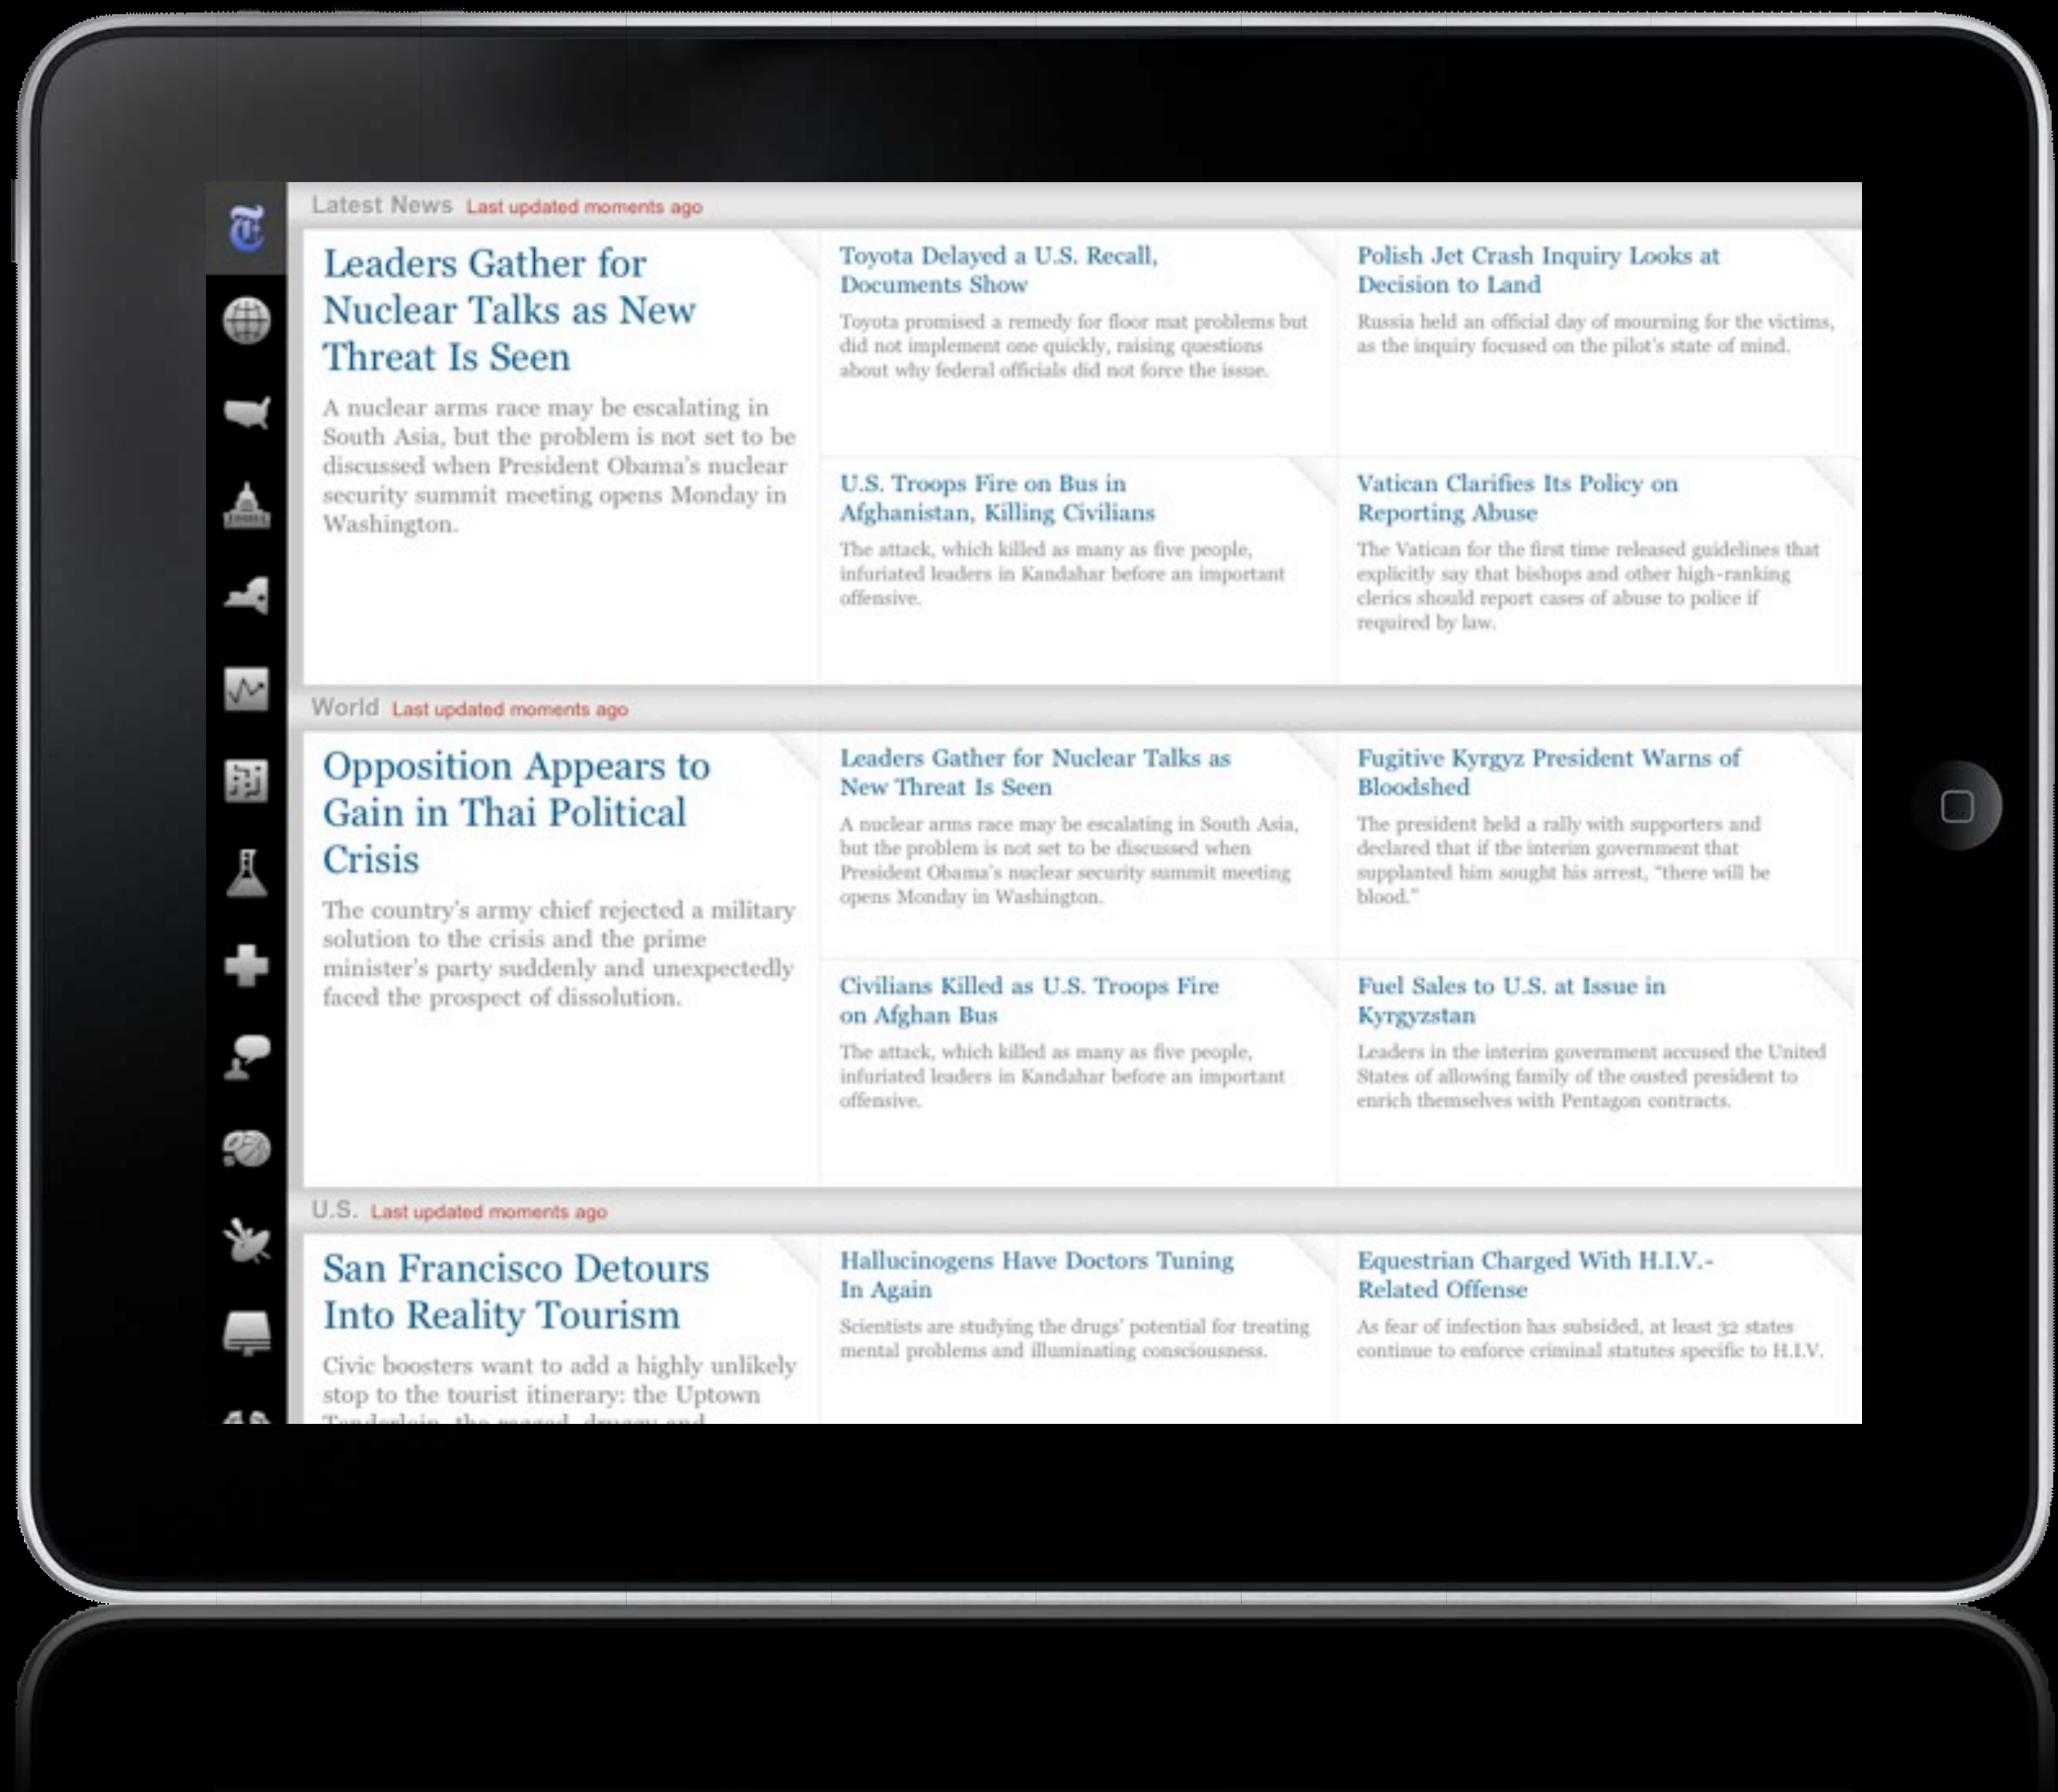 Latest News Last updated moments ago
Leaders Gather for
Nuclear Talks as New
Threat Is Seen
A nuclear arms race may be escalating in
South Asia, but the problem is not set to be
discussed when President Obama's nuclear
security summit meeting opens Monday in
Washington.
Toyota Delayed a U.S. Recall,
Documents Show
Toyota promised a remedy for floor mat problems but
did not implement one quickly, raising questions
about why federal officials did not force the issue.
Polish Jet Crash Inquiry Looks at
Decision to Land
Russia held an official day of mourning for the victims,
as the inquiry focused on the pilot's state of mind.
U.S. Troops Fire on Bus in
Afghanistan, Killing Civilians
The attack, which killed as many as five people,
infuriated leaders in Kandahar before an important
offensive.
Vatican Clarifies Its Policy on
Reporting Abuse
The Vatican for the first time released guidelines that
explicitly say that bishops and other high-ranking
clerics should report cases of abuse to police if
required by law.
World Last updated moments ago
Opposition Appears to
Gain in Thai Political
Crisis
The country's army chief rejected a military
solution to the crisis and the prime
minister's party suddenly and unexpectedly
faced the prospect of dissolution.
Leaders Gather for Nuclear Talks as
New Threat Is Seen
A nuclear arms race may be escalating in South Asia,
but the problem is not set to be discussed when
President Obama's nuclear security summit meeting
opens Monday in Washington.
Fugitive Kyrgyz President Warns of
Bloodshed
The president held a rally with supporters and
declared that if the interim government that
supplanted him sought his arrest, "there will be
blood."
Civilians Killed as U.S. Troops Fire
on Afghan Bus
The attack, which killed as many as five people,
infuriated leaders in Kandahar before an important
offensive.
Fuel Sales to U.S. at Issue in
Kyrgyzstan
Leaders in the interim government accused the United
States of allowing family of the ousted president to
enrich themselves with Pentagon contracts.
U.S. Last updated moments ago
San Francisco Detours
Into Reality Tourism
Civic boosters want to add a highly unlikely
stop to the tourist itinerary: the Uptown
Hallucinogens Have Doctors Tuning
In Again
Scientists are studying the drugs' potential for treating
mental problems and illuminating consciousness.
Equestrian Charged With H.I.V.-
Related Offense
As fear of infection has subsided, at least 32 states
continue to enforce criminal statutes specific to H.I.V.